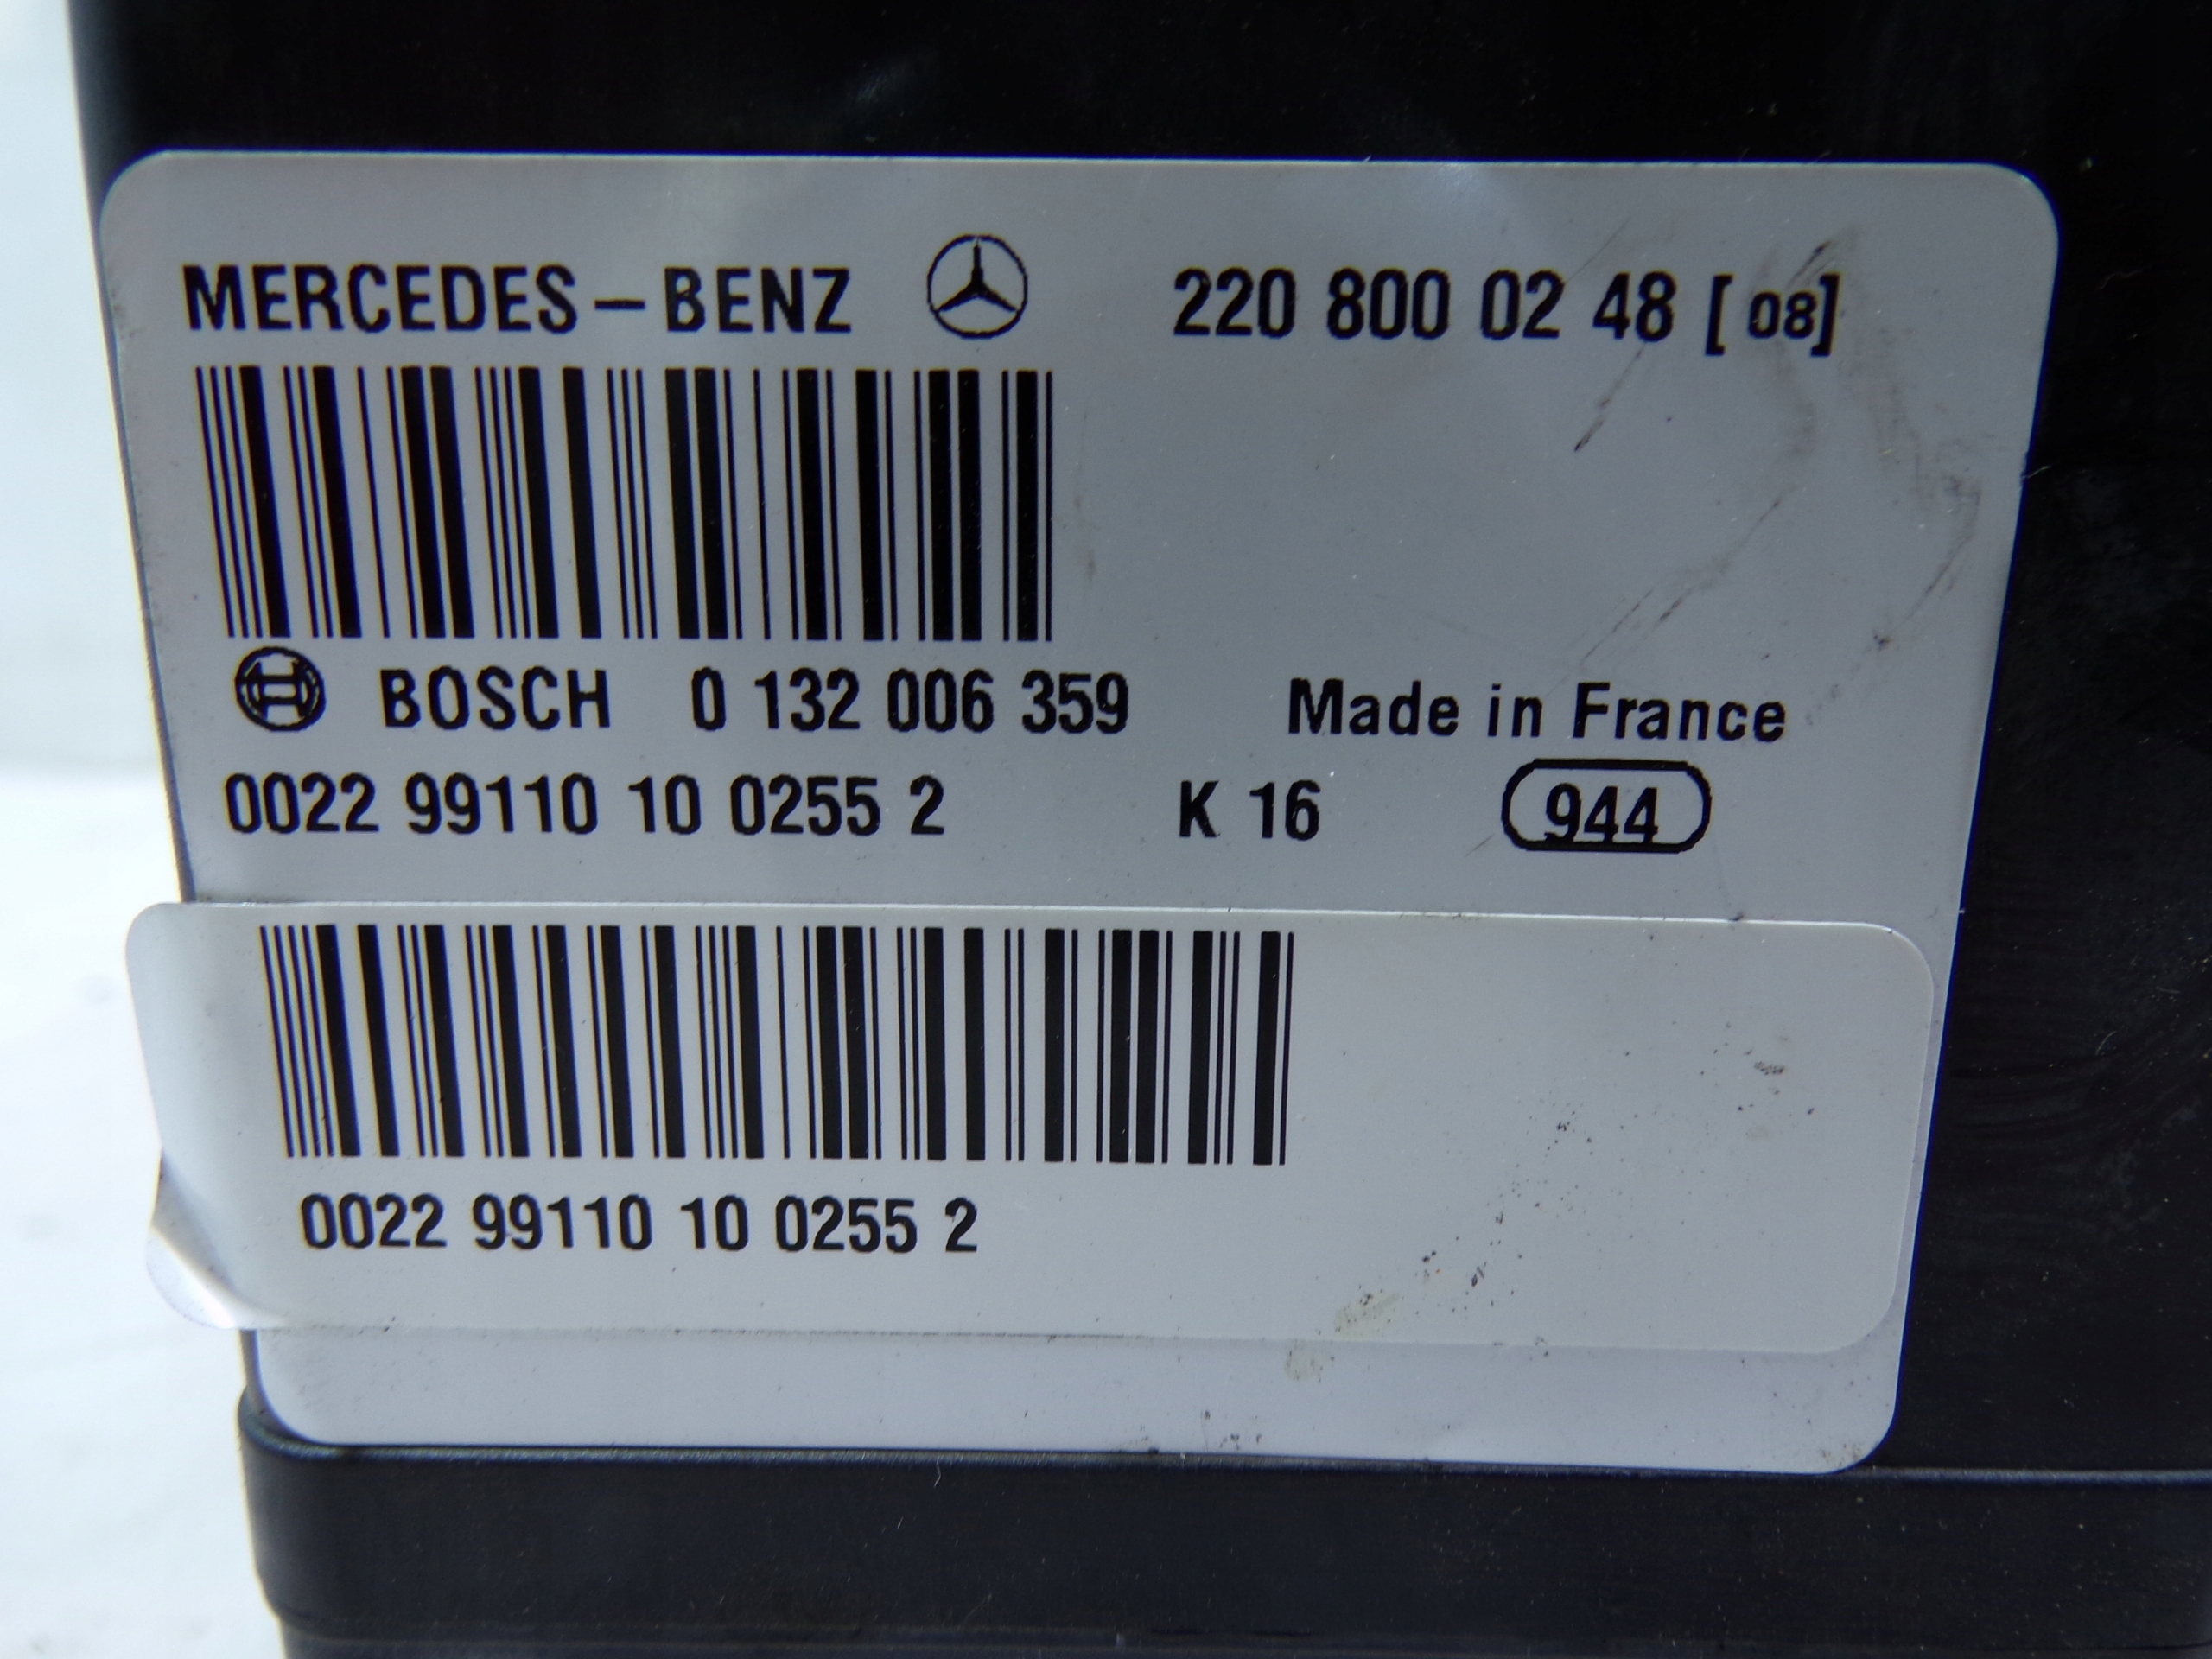 MERCEDES-BENZ 220 800 02 48 [08]
BOSCH 0 132 006 359 Made in France
0022 99110 10 0255 2 K 16 944
0022 99110 10 0255 2